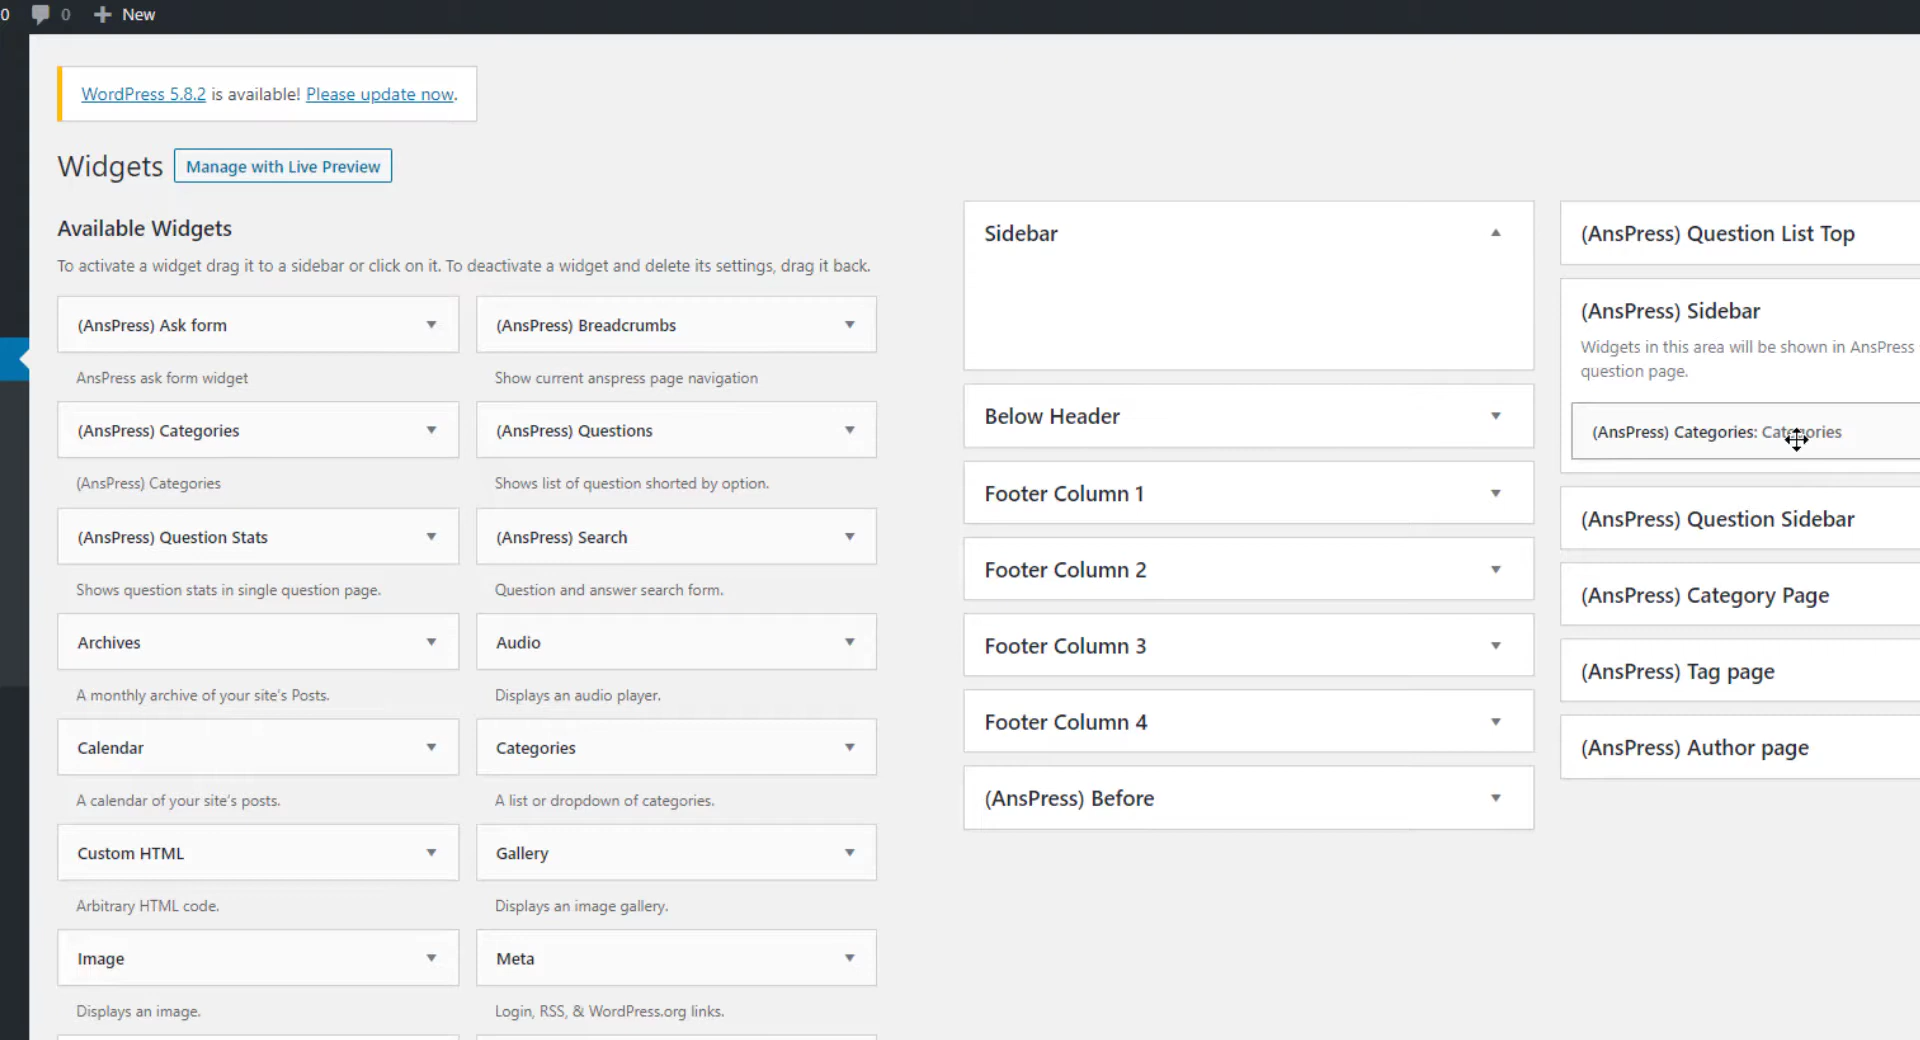 0 0 New
WordPress 5.8.2 is available! Please update now.
Widgets Manage with Live Preview
Available Widgets
To activate a widget drag it to a sidebar or click on it. To deactivate a widget and delete its settings, drag it back.
(AnsPress) Ask form
AnsPress ask form widget
(AnsPress) Breadcrumbs
Show current anspress page navigation
(AnsPress) Categories
(AnsPress) Categories
(AnsPress) Questions
Shows list of question shorted by option.
(AnsPress) Question Stats
Shows question stats in single question page.
(AnsPress) Search
Question and answer search form.
Archives
A monthly archive of your site's Posts.
Audio
Displays an audio player.
Calendar
A calendar of your site's posts.
Categories
A list or dropdown of categories.
Custom HTML
Arbitrary HTML code.
Gallery
Displays an image gallery.
Image
Displays an image.
Meta
Login, RSS, & WordPress.org links.
Sidebar
Below Header
Footer Column 1
Footer Column 2
Footer Column 3
Footer Column 4
(AnsPress) Before
(AnsPress) Question List Top
(AnsPress) Sidebar
Widgets in this area will be shown in AnsPress
question page.
(AnsPress) Categories: Categories
(AnsPress) Question Sidebar
(AnsPress) Category Page
(AnsPress) Tag page
(AnsPress) Author page